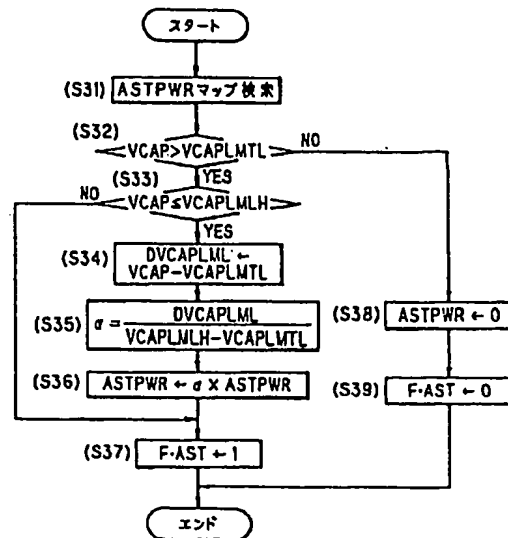 スタート
(S31) ASTPWRマップ検索
(S32)
VCAP>VCAPLMTL NO
(S33) YES
NO VCAP≤VCAPLMLH
YES
(S34) DVCAPLML←
VCAP-VCAPLMTL
(S35) α= DVCAPLML
VCAPLMLH-VCAPLMTL
(S38) ASTPWR←0
(S36) ASTPWR←α×ASTPWR
(S39) F・AST←0
(S37) F・AST←1
エンド